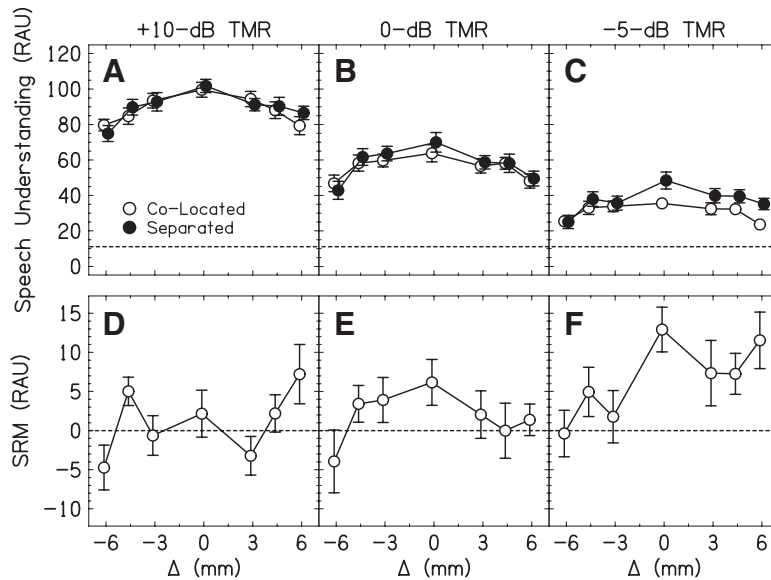 +10-dB TMR
0-dB TMR
-5-dB TMR
Speech Understanding (RAU)
120
100
80
60
40
20
0
A
B
C
Co-Located
Separated
SRM (RAU)
15
10
5
0
−5
−10
D
E
F
−6 −3 0 3 6
−6 −3 0 3 6
−6 −3 0 3 6
Δ (mm)
Δ (mm)
Δ (mm)